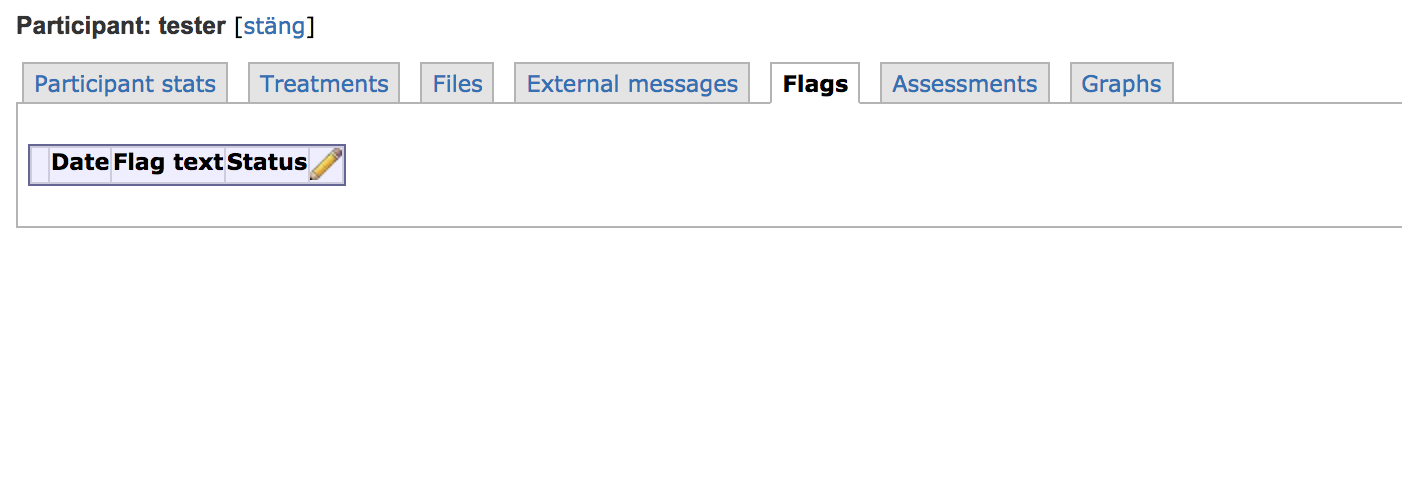 Participant: tester [stäng]
Participant stats Treatments Files External messages Flags Assessments Graphs
Date Flag text Status